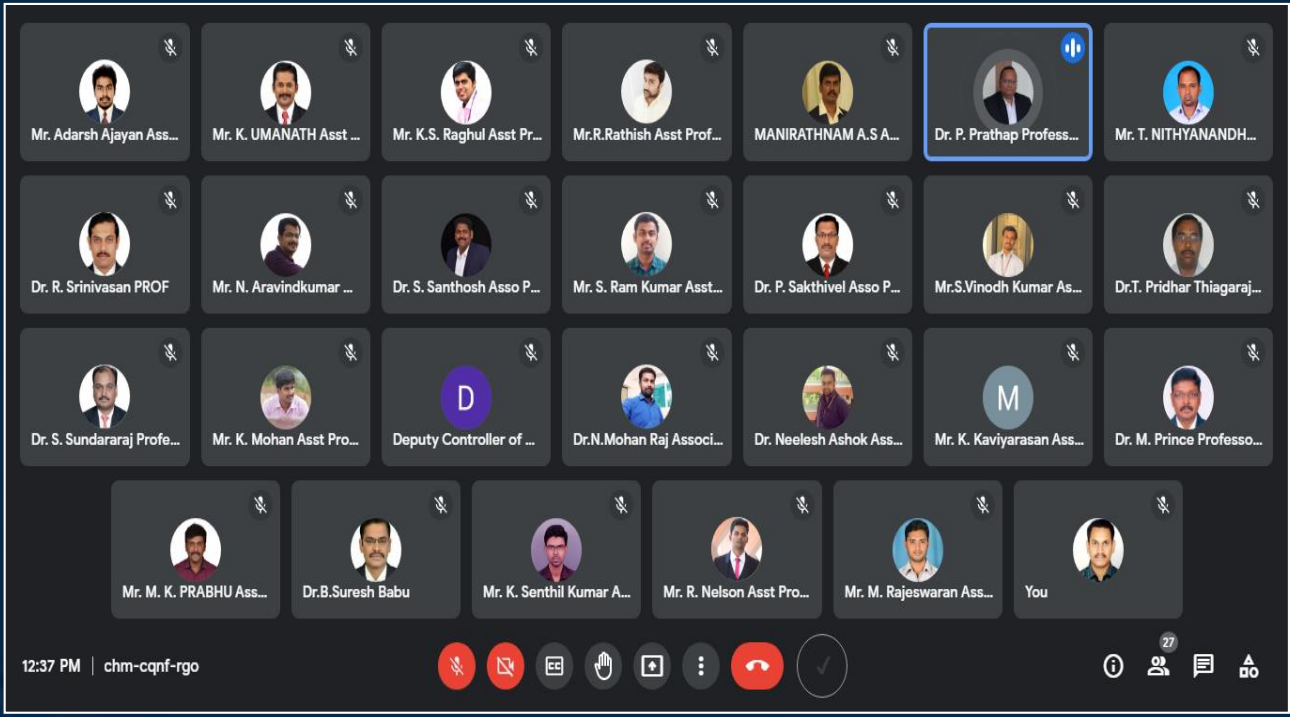 Mr. Adarsh Ajayan Ass...
Mr. K. UMANATH Asst ...
Mr. K.S. Raghul Asst Pr...
Mr.R.Rathish Asst Prof...
MANIRATHNAM A.S A...
Dr. P. Prathap Profess...
Mr. T. NITHYANANDH...
Dr. R. Srinivasan PROF
Mr. N. Aravindkumar ...
Dr. S. Santhosh Asso P...
Mr. S. Ram Kumar Asst...
Dr. P. Sakthivel Asso P...
Mr.S.Vinodh Kumar As...
Dr.T. Pridhar Thiagaraj...
Dr. S. Sundararaj Profe...
Mr. K. Mohan Asst Pro...
D
Deputy Controller of ...
Dr.N.Mohan Raj Associ...
Dr. Neelesh Ashok Ass...
M
Mr. K. Kaviyarasan Ass...
Dr. M. Prince Professo...
Mr. M. K. PRABHU Ass...
Dr.B.Suresh Babu
Mr. K. Senthil Kumar A...
Mr. R. Nelson Asst Pro...
Mr. M. Rajeswaran Ass...
You
12:37 PM | chm-cqnf-rgo
CC
27